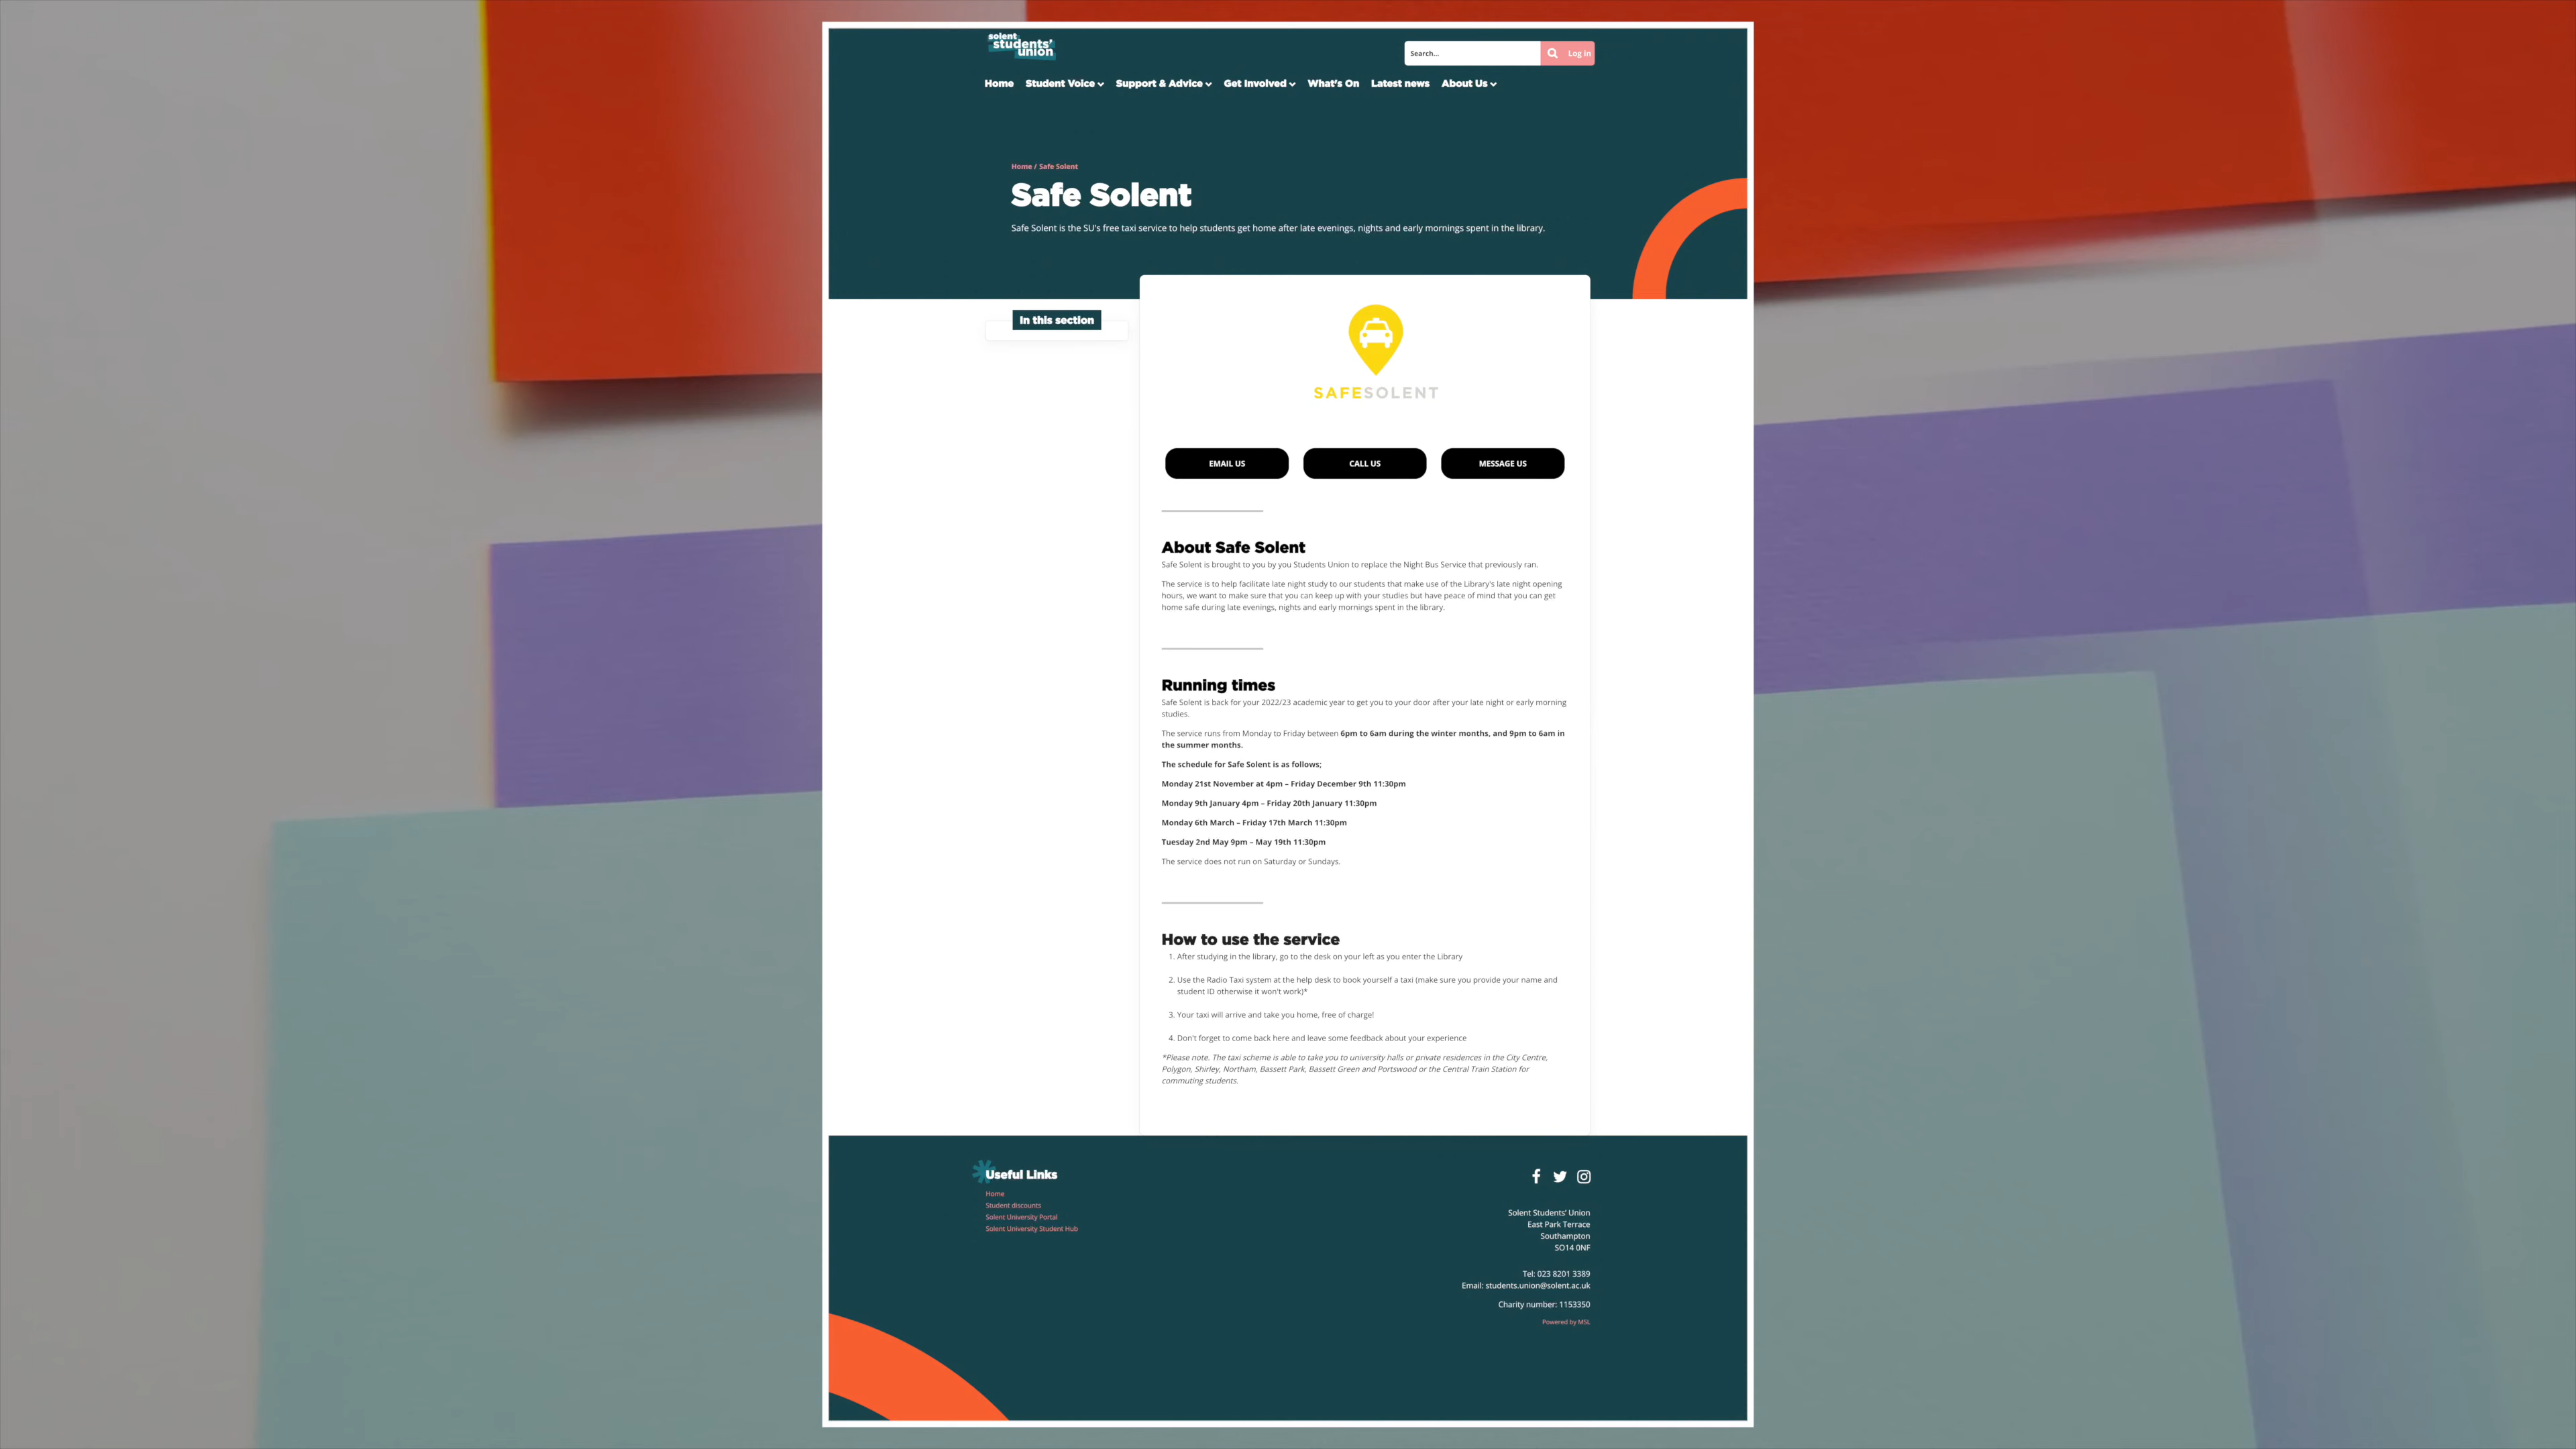 solent
students'
union
Search...
Log in
Home Student Voice Support & Advice Get Involved What's On Latest news About Us
Home / Safe Solent
Safe Solent
Safe Solent is the SU's free taxi service to help students get home after late evenings, nights and early mornings spent in the library.
In this section
SAFESOLENT
EMAIL US
CALL US
MESSAGE US
About Safe Solent
Safe Solent is brought to you by you Students Union to replace the Night Bus Service that previously ran.
The service is to help facilitate late night study to our students that make use of the Library's late night opening
hours, we want to make sure that you can keep up with your studies but have peace of mind that you can get
home safe during late evenings, nights and early mornings spent in the library.
Running times
Safe Solent is back for your 2022/23 academic year to get you to your door after your late night or early morning
studies.
The service runs from Monday to Friday between 6pm to 6am during the winter months, and 9pm to 6am in
the summer months.
The schedule for Safe Solent is as follows;
Monday 21st November at 4pm – Friday December 9th 11:30pm
Monday 9th January 4pm – Friday 20th January 11:30pm
Monday 6th March – Friday 17th March 11:30pm
Tuesday 2nd May 9pm – May 19th 11:30pm
The service does not run on Saturday or Sundays.
How to use the service
1. After studying in the library, go to the desk on your left as you enter the Library
2. Use the Radio Taxi system at the help desk to book yourself a taxi (make sure you provide your name and
student ID otherwise it won't work)*
3. Your taxi will arrive and take you home, free of charge!
4. Don't forget to come back here and leave some feedback about your experience
*Please note. The taxi scheme is able to take you to university halls or private residences in the City Centre,
Polygon, Shirley, Northam, Bassett Park, Bassett Green and Portswood or the Central Train Station for
commuting students.
Useful Links
Home
Student discounts
Solent University Portal
Solent University Student Hub
Solent Students' Union
East Park Terrace
Southampton
SO14 0NF
Tel: 023 8201 3389
Email: students.union@solent.ac.uk
Charity number: 1153350
Powered by MSL